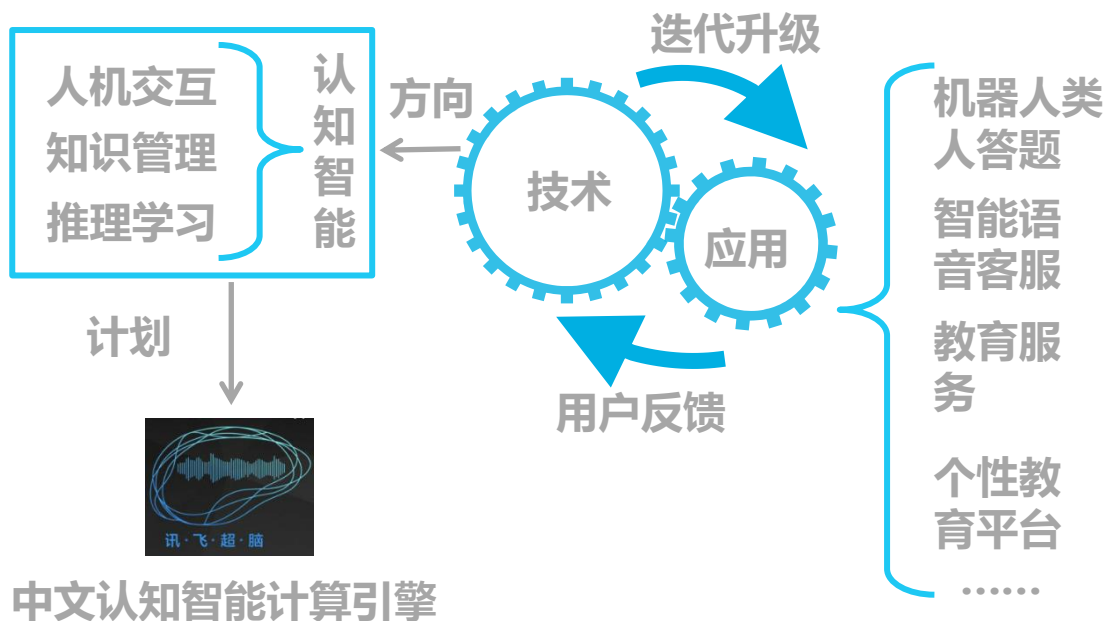 人机交互
知识管理
推理学习
认
知
智
能
方向
计划
讯·飞·超·脑
中文认知智能计算引擎
迭代升级
技术
应用
用户反馈
机器人类
人答题
智能语
音客服
教育服
务
个性教
育平台
……